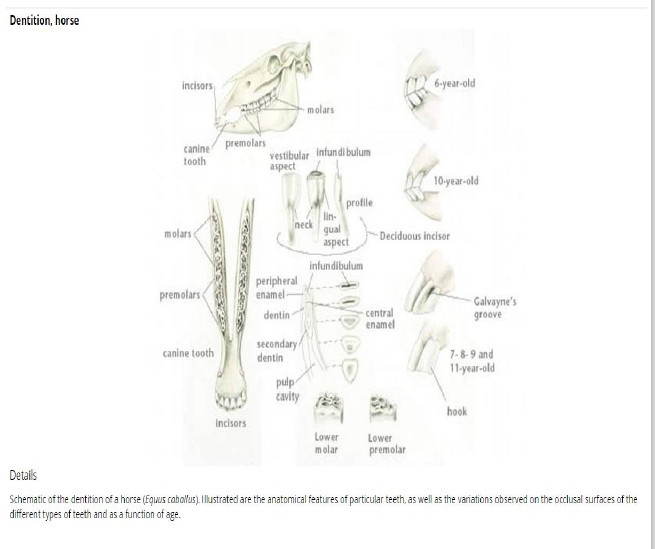 Dentition, horse
incisors
molars
canine
tooth
premolars
6-year-old
vestibular
aspect
infundibulum
neck
lin-
gual
aspect
profile
Deciduous incisor
10-year-old
molars
premolars
canine tooth
Incisors
infundibulum
peripheral
enamel
dentin
central
enamel
secondary
dentin
pulp
cavity
Lower
molar
Lower
premolar
Galvayne's
groove
7- 8- 9 and
11-year-old
hook
Details
Schematic of the dentition of a horse (Equus caballus). Illustrated are the anatomical features of particular teeth, as well as the variations observed on the occlusal surfaces of the
different types of teeth and as a function of age.